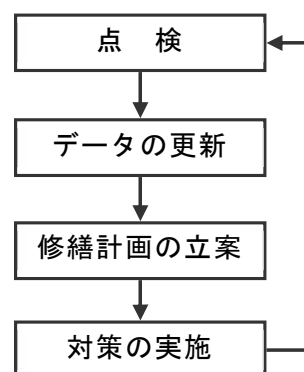 点　検
データの更新
修繕計画の立案
対策の実施